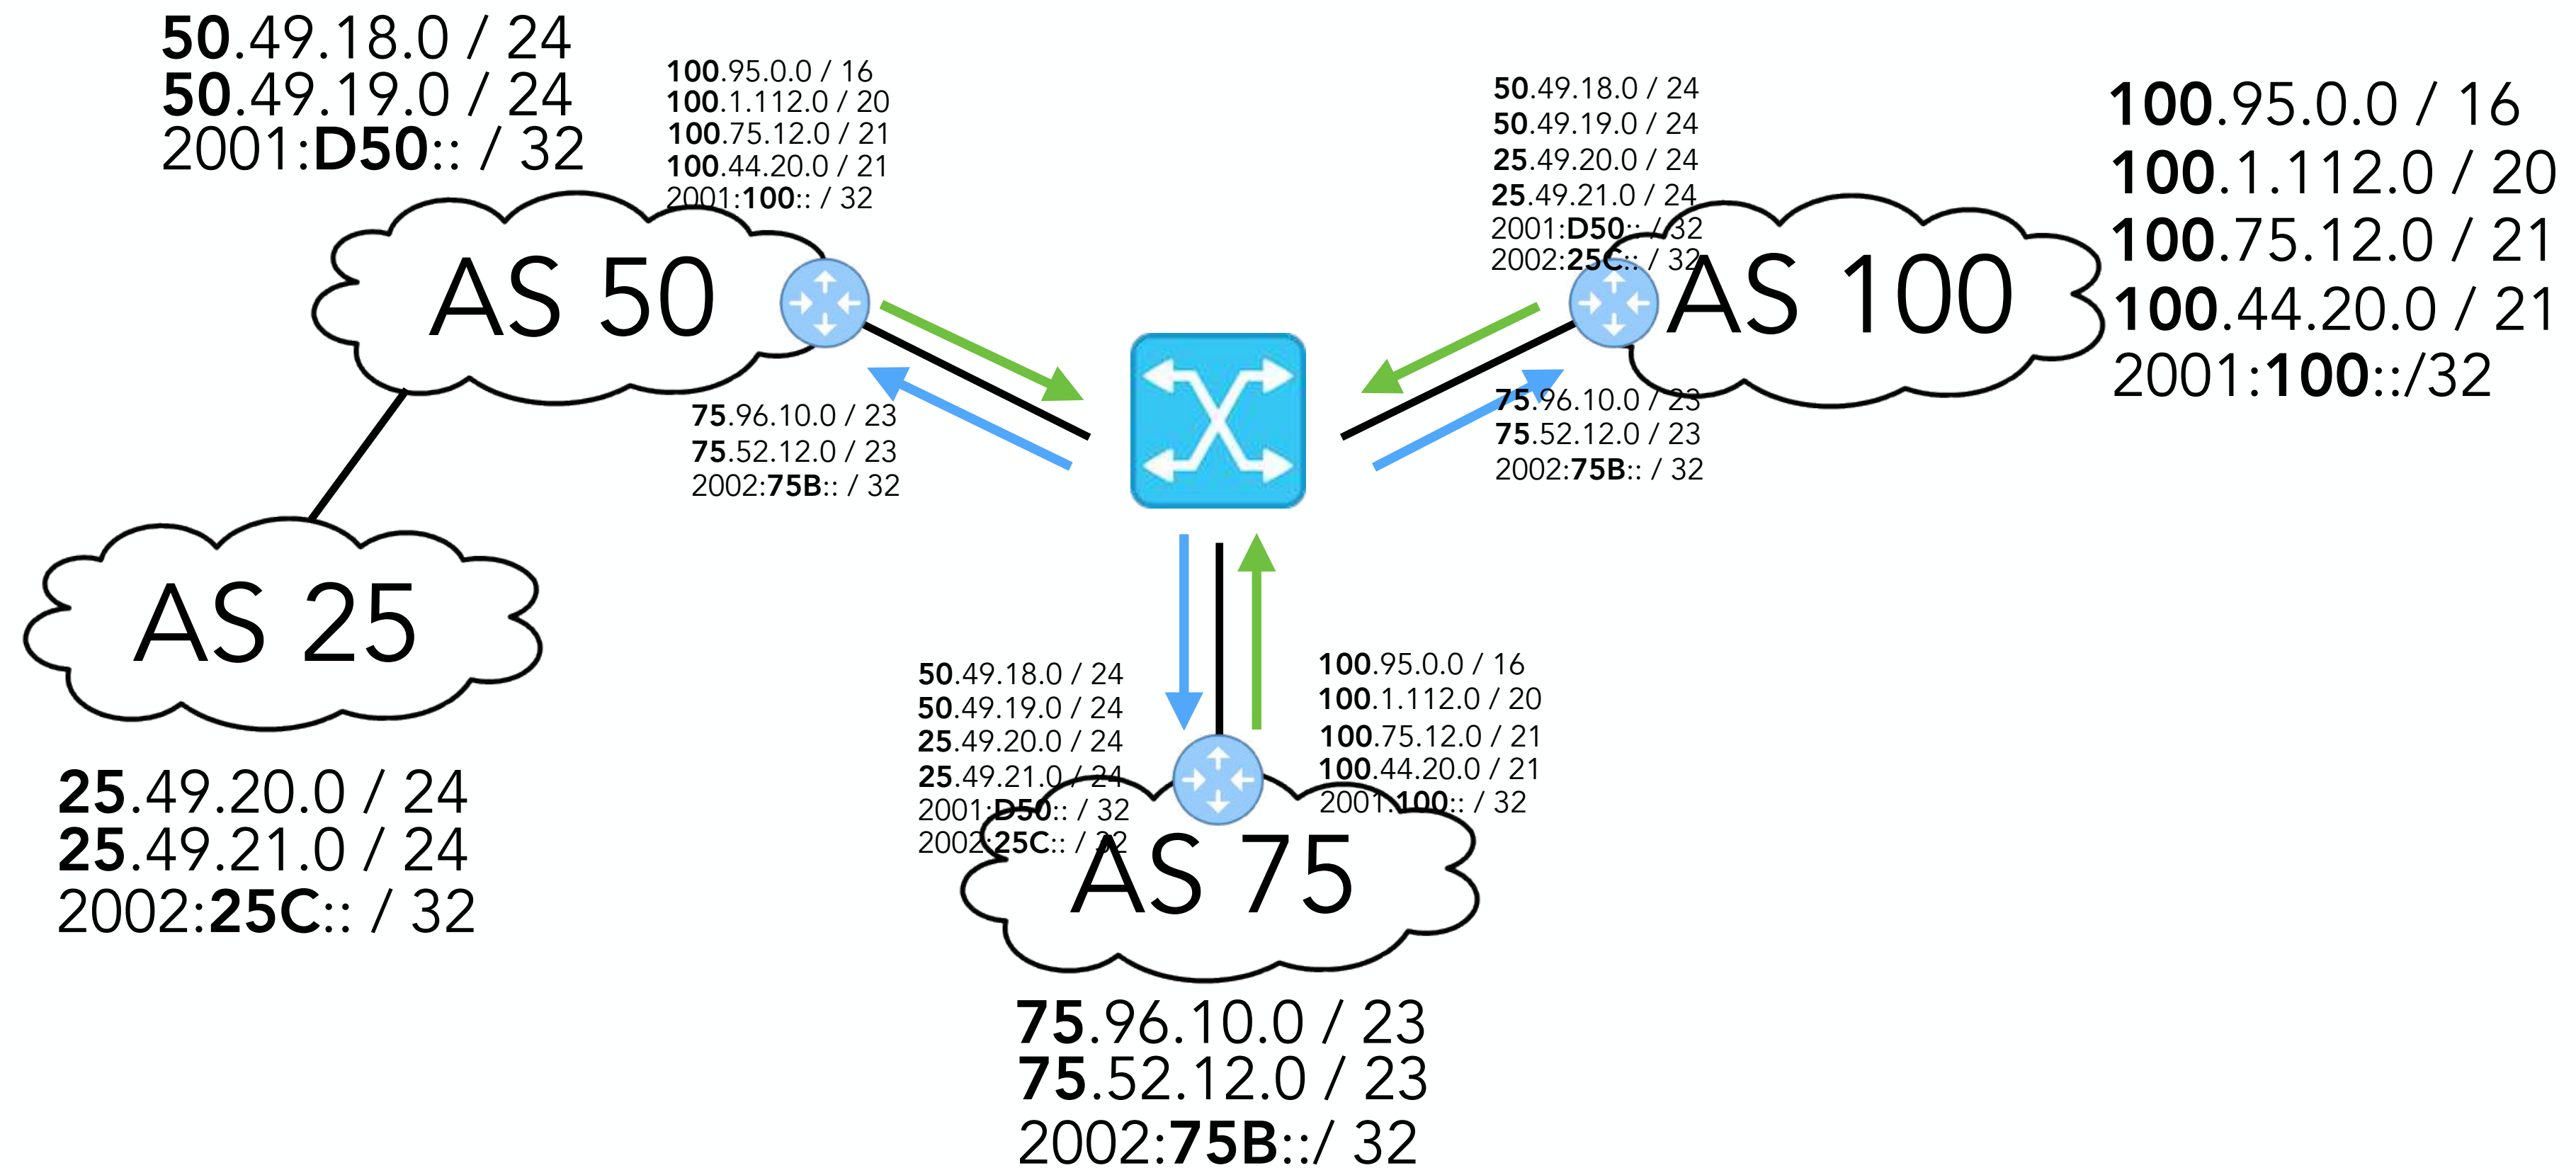 50.49.18.0 / 24
50.49.19.0 / 24
2001:D50:: / 32
100.95.0.0 / 16
100.1.112.0 / 20
100.75.12.0 / 21
100.44.20.0 / 21
2001:100:: / 32
50.49.18.0 / 24
50.49.19.0 / 24
25.49.20.0 / 24
25.49.21.0 / 24
2001:D50:: / 32
2002:25C:: / 32
100.95.0.0 / 16
100.1.112.0 / 20
100.75.12.0 / 21
100.44.20.0 / 21
2001:100::/32
AS 50
AS 100
75.96.10.0 / 23
75.52.12.0 / 23
2002:75B:: / 32
75.96.10.0 / 23
75.52.12.0 / 23
2002:75B:: / 32
AS 25
25.49.20.0 / 24
25.49.21.0 / 24
2002:25C:: / 32
50.49.18.0 / 24
50.49.19.0 / 24
25.49.20.0 / 24
25.49.21.0 / 24
2001:D50:: / 32
2002:25C:: / 32
100.95.0.0 / 16
100.1.112.0 / 20
100.75.12.0 / 21
100.44.20.0 / 21
2001:100:: / 32
AS 75
75.96.10.0 / 23
75.52.12.0 / 23
2002:75B::/ 32